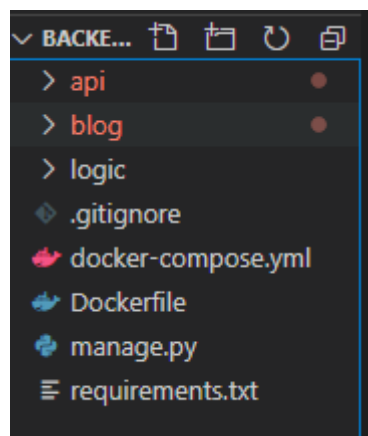 BACKE...
api
blog
logic
.gitignore
docker-compose.yml
Dockerfile
manage.py
requirements.txt